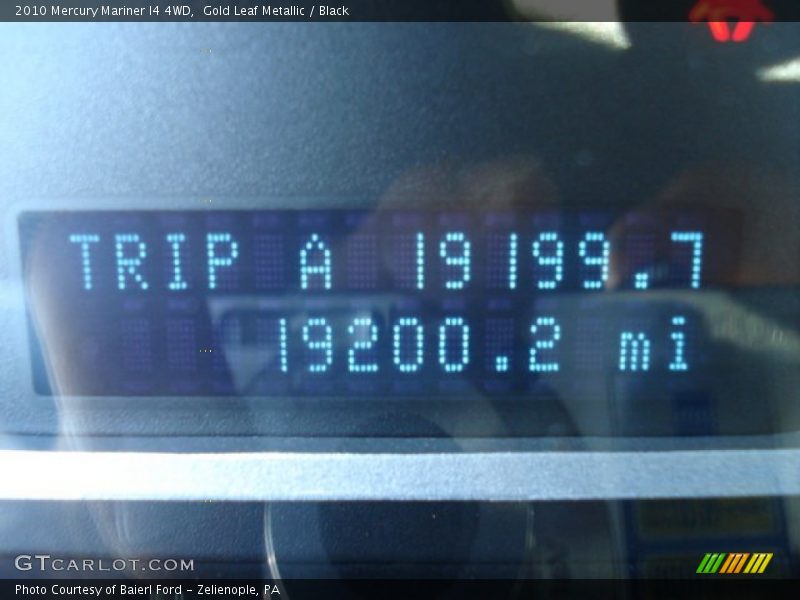 2010 Mercury Mariner I4 4WD, Gold Leaf Metallic / Black
TRIP A 19199.7
19200.2 mi
GTCARLOT.COM
Photo Courtesy of Baierl Ford - Zelienople, PA